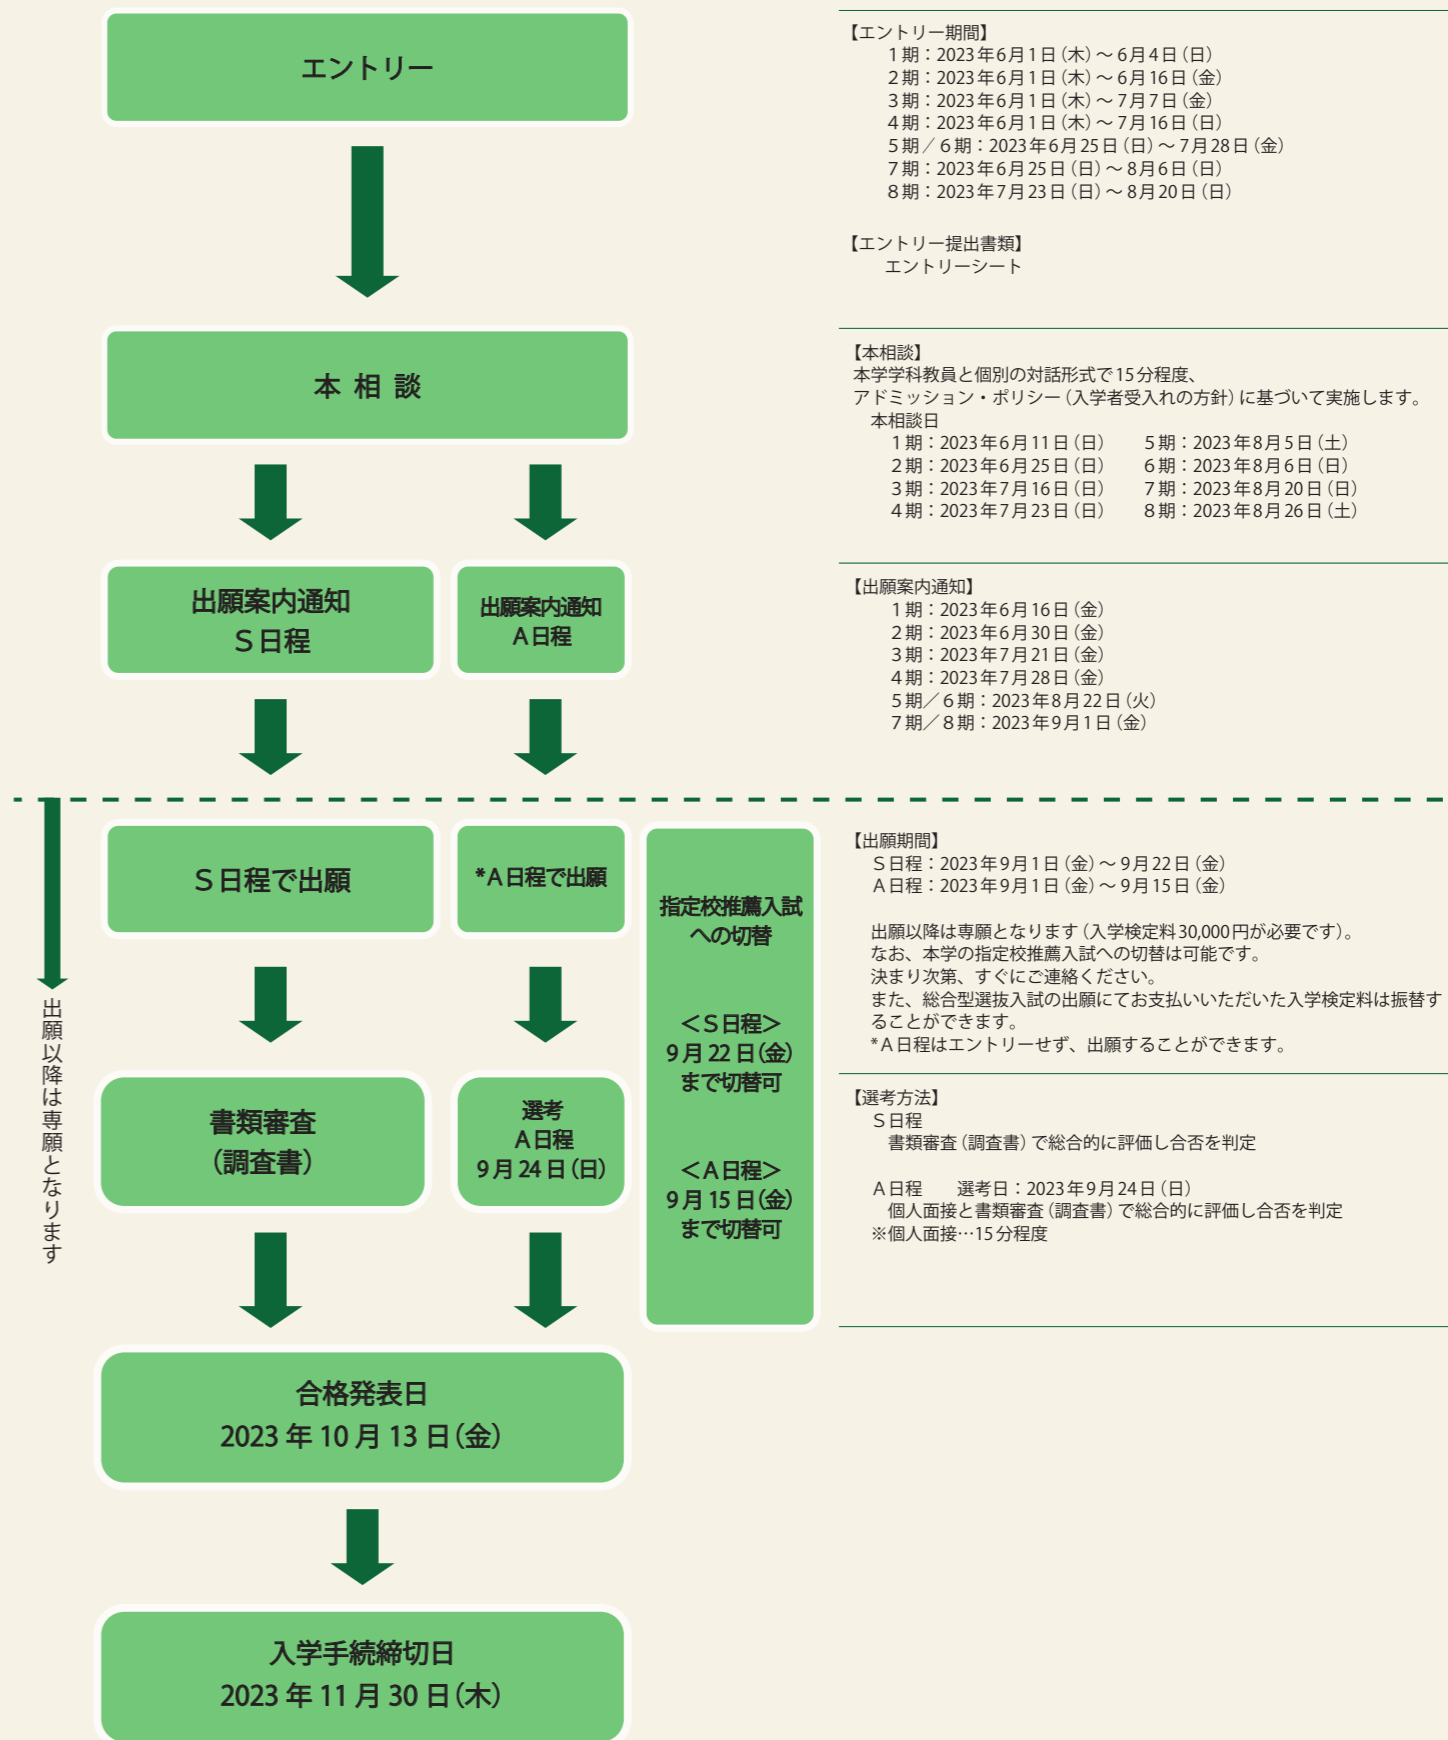 エントリー
【エントリー期間】
1期：2023年6月1日（木）～6月4日（日）
2期：2023年6月1日（木）～6月16日（金）
3期：2023年6月1日（木）～7月7日（金）
4期：2023年6月1日（木）～7月16日（日）
5期／6期：2023年6月25日（日）～7月28日（金）
7期：2023年6月25日（日）～8月6日（日）
8期：2023年7月23日（日）～8月20日（日）
【エントリー提出書類】
エントリーシート
本相談
【本相談】
本学学科教員と個別の対話形式で15分程度、
アドミッション・ポリシー（入学者受入れの方針）に基づいて実施します。
本相談日
1期：2023年6月11日（日） 5期：2023年8月5日（土）
2期：2023年6月25日（日） 6期：2023年8月6日（日）
3期：2023年7月16日（日） 7期：2023年8月20日（日）
4期：2023年7月23日（日） 8期：2023年8月26日（土）
出願案内通知
S日程
出願案内通知
A日程
【出願案内通知】
1期：2023年6月16日（金）
2期：2023年6月30日（金）
3期：2023年7月21日（金）
4期：2023年7月28日（金）
5期／6期：2023年8月22日（火）
7期／8期：2023年9月1日（金）
出願以降は専願となります
S日程で出願
*A日程で出願
指定校推薦入試
への切替
＜S日程＞
9月22日（金）
まで切替可
＜A日程＞
9月15日（金）
まで切替可
【出願期間】
S日程：2023年9月1日（金）～9月22日（金）
A日程：2023年9月1日（金）～9月15日（金）
出願以降は専願となります（入学検定料30,000円が必要です）。
なお、本学の指定校推薦入試への切替は可能です。
決まり次第、すぐにご連絡ください。
また、総合型選抜入試の出願にてお支払いいただいた入学検定料は振替す
ることができます。
*A日程はエントリーせず、出願することができます。
書類審査
（調査書）
選考
A日程
9月24日（日）
【選考方法】
S日程
書類審査（調査書）で総合的に評価し合否を判定
A日程 選考日：2023年9月24日（日）
個人面接と書類審査（調査書）で総合的に評価し合否を判定
※個人面接…15分程度
合格発表日
2023年10月13日（金）
入学手続締切日
2023年11月30日（木）